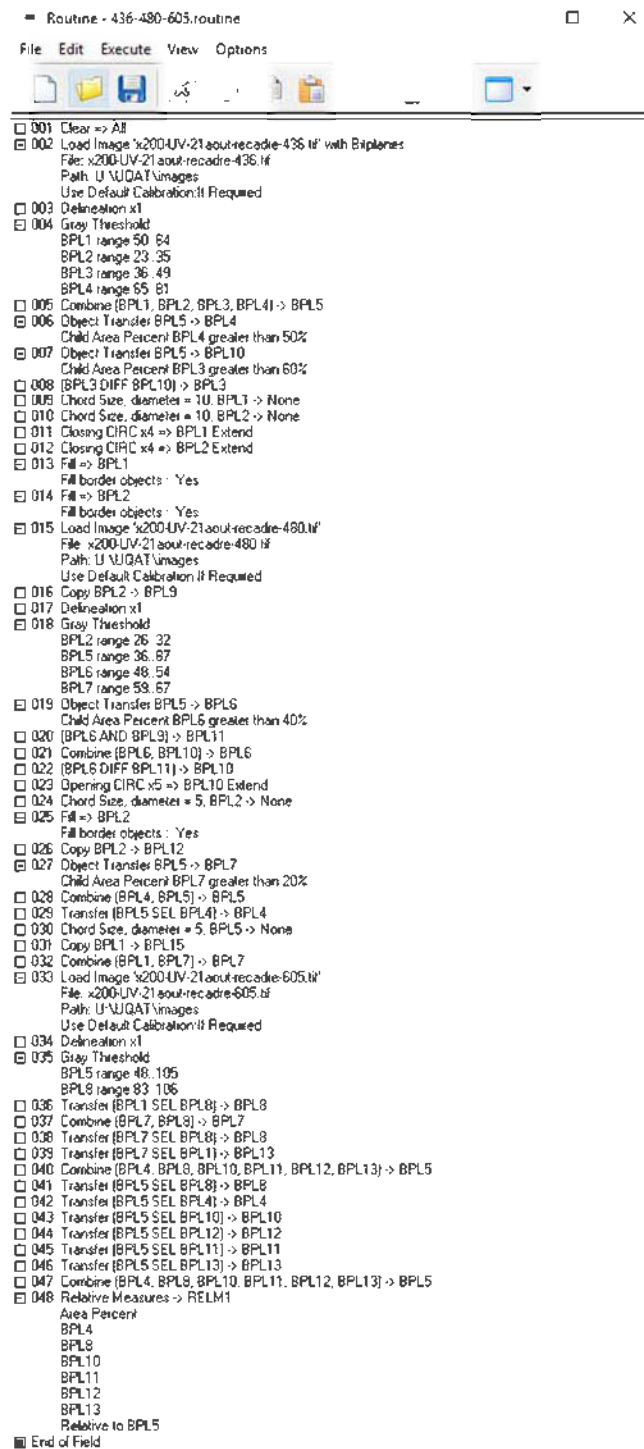 Routine - 436-480-605.routine
File Edit Execute View Options
001 Clear => All
002 Load Image 'x200-UV-21aout-recadre-436.tif' with Bitplanes
File: x200-UV-21aout-recadre-436.tif
Path: U:\UQAT\images
Use Default Calibration If Required
003 Delineation x1
004 Gray Threshold
BPL1 range 50..64
BPL2 range 23..35
BPL3 range 36..49
BPL4 range 65..81
005 Combine (BPL1, BPL2, BPL3, BPL4) -> BPL5
006 Object Transfer BPL5 -> BPL4
Child Area Percent BPL4 greater than 50%
007 Object Transfer BPL5 -> BPL10
Child Area Percent BPL3 greater than 60%
008 (BPL3 DIFF BPL10) -> BPL3
009 Chord Size, diameter = 10, BPL1 -> None
010 Chord Size, diameter = 10, BPL2 -> None
011 Closing CIRC x4 => BPL1 Extend
012 Closing CIRC x4 => BPL2 Extend
013 Fill => BPL1
Fill border objects : Yes
014 Fill => BPL2
Fill border objects : Yes
015 Load Image 'x200-UV-21aout-recadre-480.tif'
File: x200-UV-21aout-recadre-480.tif
Path: U:\UQAT\images
Use Default Calibration If Required
016 Copy BPL2 -> BPL9
017 Delineation x1
018 Gray Threshold
BPL2 range 26..32
BPL5 range 36..67
BPL6 range 48..54
BPL7 range 59..67
019 Object Transfer BPL5 -> BPL6
Child Area Percent BPL6 greater than 40%
020 (BPL6 AND BPL9) -> BPL11
021 Combine (BPL6, BPL10) -> BPL6
022 (BPL6 DIFF BPL11) -> BPL10
023 Opening CIRC x5 => BPL10 Extend
024 Chord Size, diameter = 5, BPL2 -> None
025 Fill => BPL2
Fill border objects : Yes
026 Copy BPL2 -> BPL12
027 Object Transfer BPL5 -> BPL7
Child Area Percent BPL7 greater than 20%
028 Combine (BPL4, BPL5) -> BPL5
029 Transfer (BPL5 SEL BPL4) -> BPL4
030 Chord Size, diameter = 5, BPL5 -> None
031 Copy BPL1 -> BPL15
032 Combine (BPL1, BPL7) -> BPL7
033 Load Image 'x200-UV-21aout-recadre-605.tif'
File: x200-UV-21aout-recadre-605.tif
Path: U:\UQAT\images
Use Default Calibration If Required
034 Delineation x1
035 Gray Threshold
BPL5 range 48..105
BPL8 range 83..106
036 Transfer (BPL1 SEL BPL8) -> BPL8
037 Combine (BPL7, BPL8) -> BPL7
038 Transfer (BPL7 SEL BPL8) -> BPL8
039 Transfer (BPL7 SEL BPL1) -> BPL13
040 Combine (BPL4, BPL8, BPL10, BPL11, BPL12, BPL13) -> BPL5
041 Transfer (BPL5 SEL BPL8) -> BPL8
042 Transfer (BPL5 SEL BPL4) -> BPL4
043 Transfer (BPL5 SEL BPL10) -> BPL10
044 Transfer (BPL5 SEL BPL12) -> BPL12
045 Transfer (BPL5 SEL BPL11) -> BPL11
046 Transfer (BPL5 SEL BPL13) -> BPL13
047 Combine (BPL4, BPL8, BPL10, BPL11, BPL12, BPL13) -> BPL5
048 Relative Measures -> RELM1
Area Percent
BPL4
BPL8
BPL10
BPL11
BPL12
BPL13
Relative to BPL5
End of Field